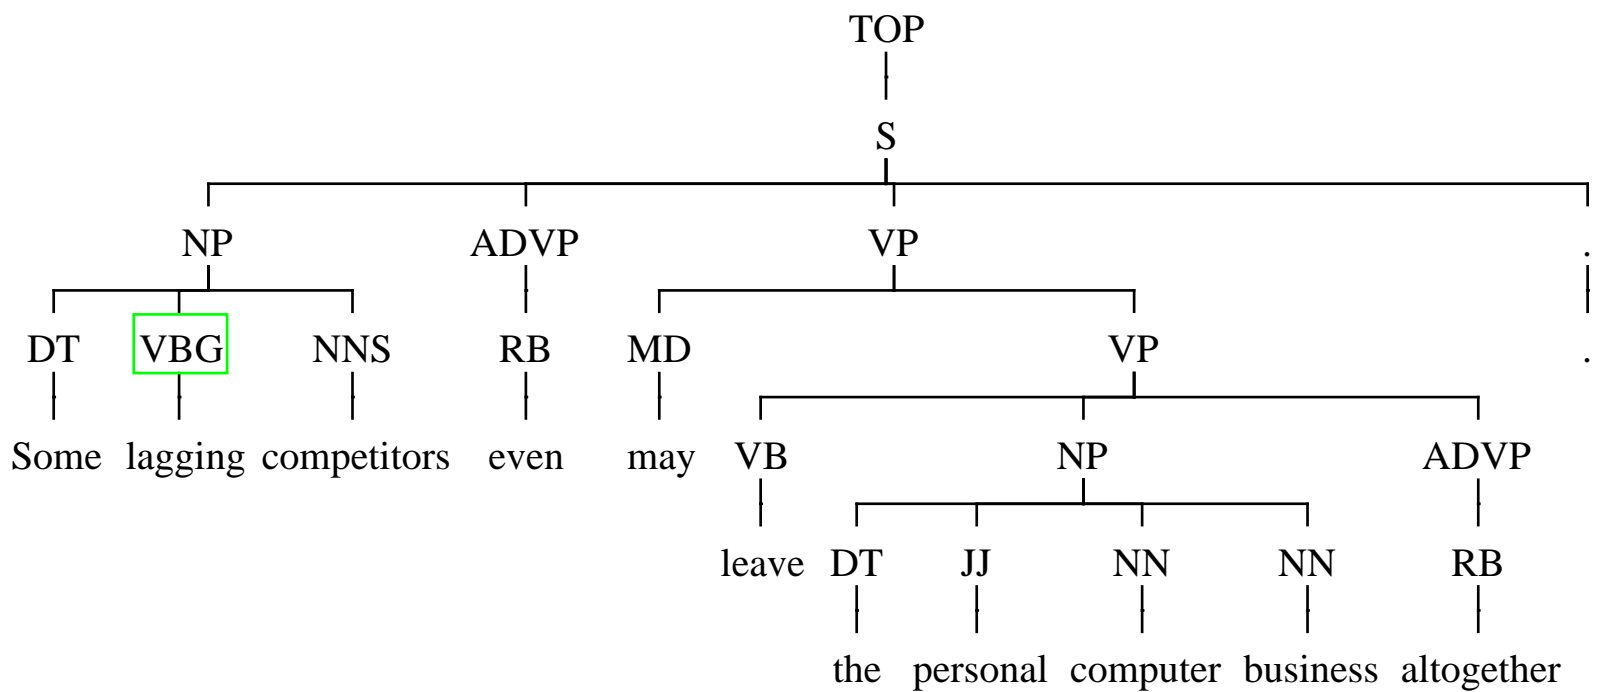 TOP
S
NP ADVP VP .
DT VBG NNS RB MD VP .
Some lagging competitors even may VB NP ADVP
leave DT JJ NN NN RB
the personal computer business altogether